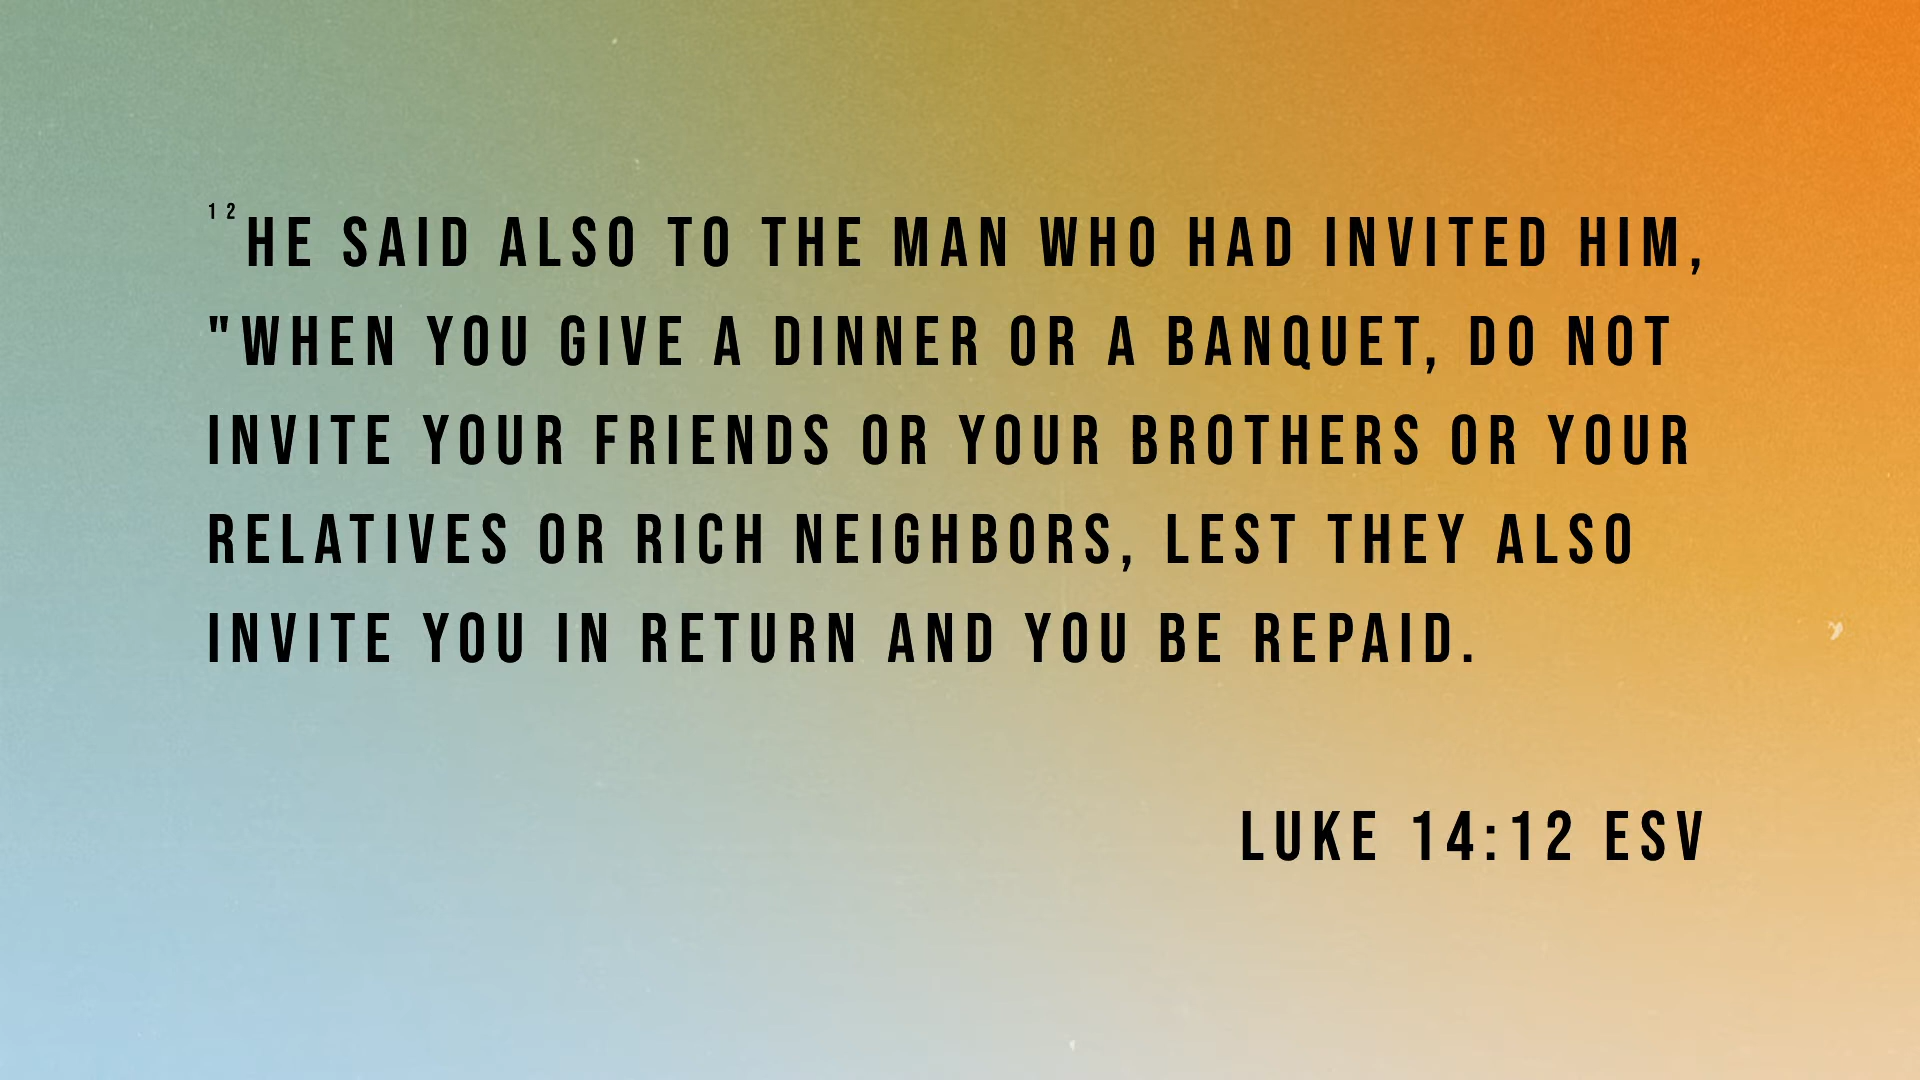 ¹²HE SAID ALSO TO THE MAN WHO HAD INVITED HIM,
"WHEN YOU GIVE A DINNER OR A BANQUET, DO NOT
INVITE YOUR FRIENDS OR YOUR BROTHERS OR YOUR
RELATIVES OR RICH NEIGHBORS, LEST THEY ALSO
INVITE YOU IN RETURN AND YOU BE REPAID.
LUKE 14:12 ESV